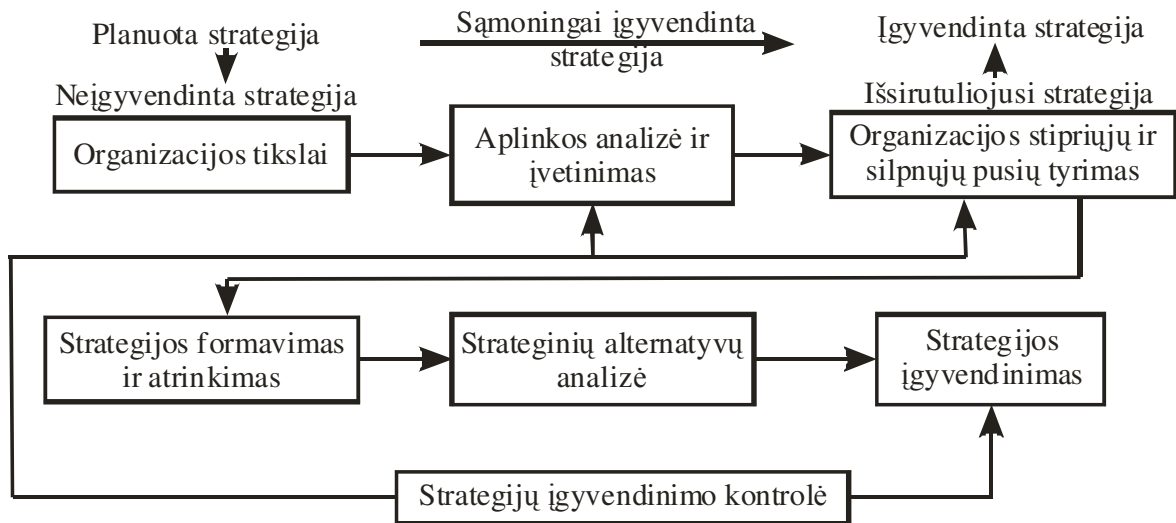 Planuota strategija
Sąmoningai įgyvendinta
strategija
Įgyvendinta strategija
Neįgyvendinta strategija
Išsirutuliojusi strategija
Organizacijos tikslai
Aplinkos analizė ir
įvetinimas
Organizacijos stipriųjų ir
silpnųjų pusių tyrimas
Strategijos formavimas
ir atrinkimas
Strateginių alternatyvų
analizė
Strategijos
įgyvendinimas
Strategijų įgyvendinimo kontrolė